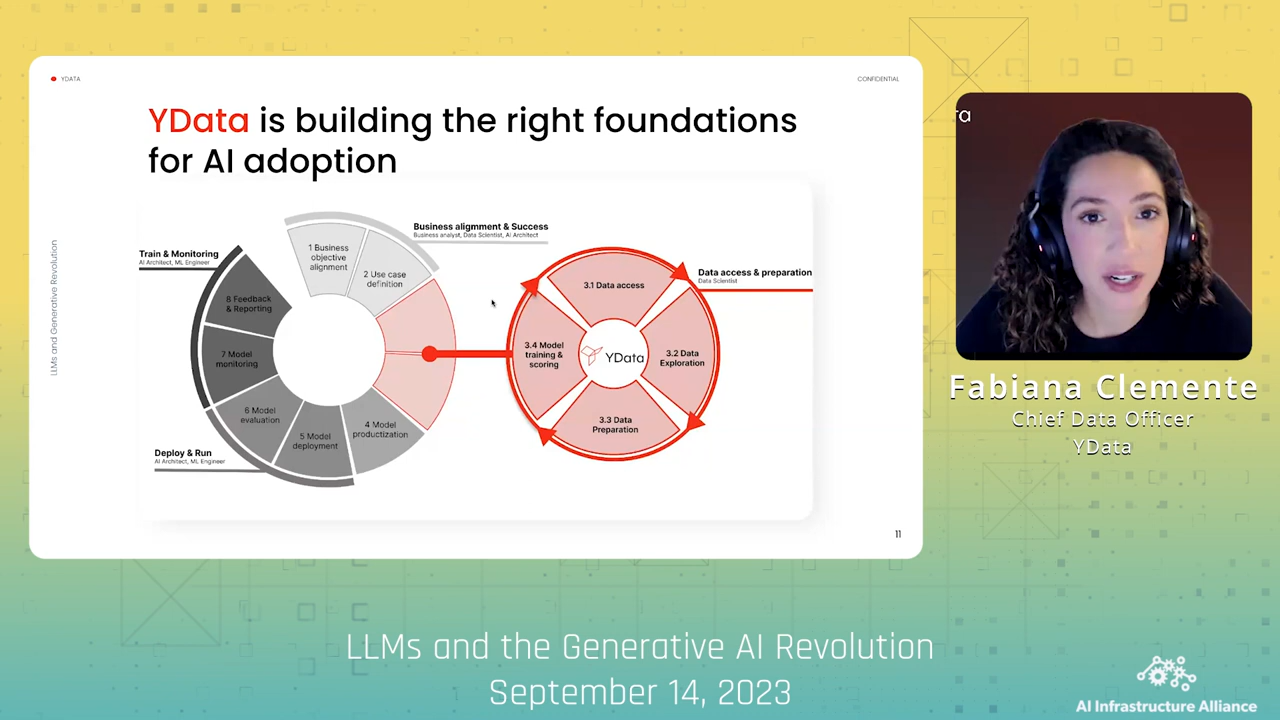 YDATA
CONFIDENTIAL
YData is building the right foundations
for AI adoption
LLMs and Generative Revolution
Business alignment & Success
Business analyst, Data Scientist, AI Architect
Train & Monitoring
AI Architect, ML Engineer
1 Business
objective
alignment
2 Use case
definition
8 Feedback
& Reporting
7 Model
monitoring
6 Model
evaluation
5 Model
deployment
4 Model
productization
Deploy & Run
AI Architect, ML Engineer
Data access & preparation
Data Scientist
3.1 Data access
3.4 Model
training &
scoring
YData
3.2 Data
Exploration
3.3 Data
Preparation
11
ra
Fabiana Clemente
Chief Data Officer
YData
LLMs and the Generative AI Revolution
September 14, 2023
AI Infrastructure Alliance